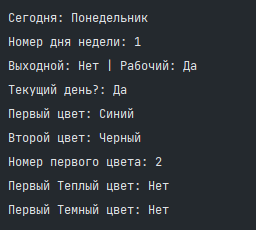 Сегодня: Понедельник
Номер дня недели: 1
Выходной: Нет | Рабочий: Да
Текущий день?: Да
Первый цвет: Синий
Второй цвет: Черный
Номер первого цвета: 2
Первый Теплый цвет: Нет
Первый Темный цвет: Нет